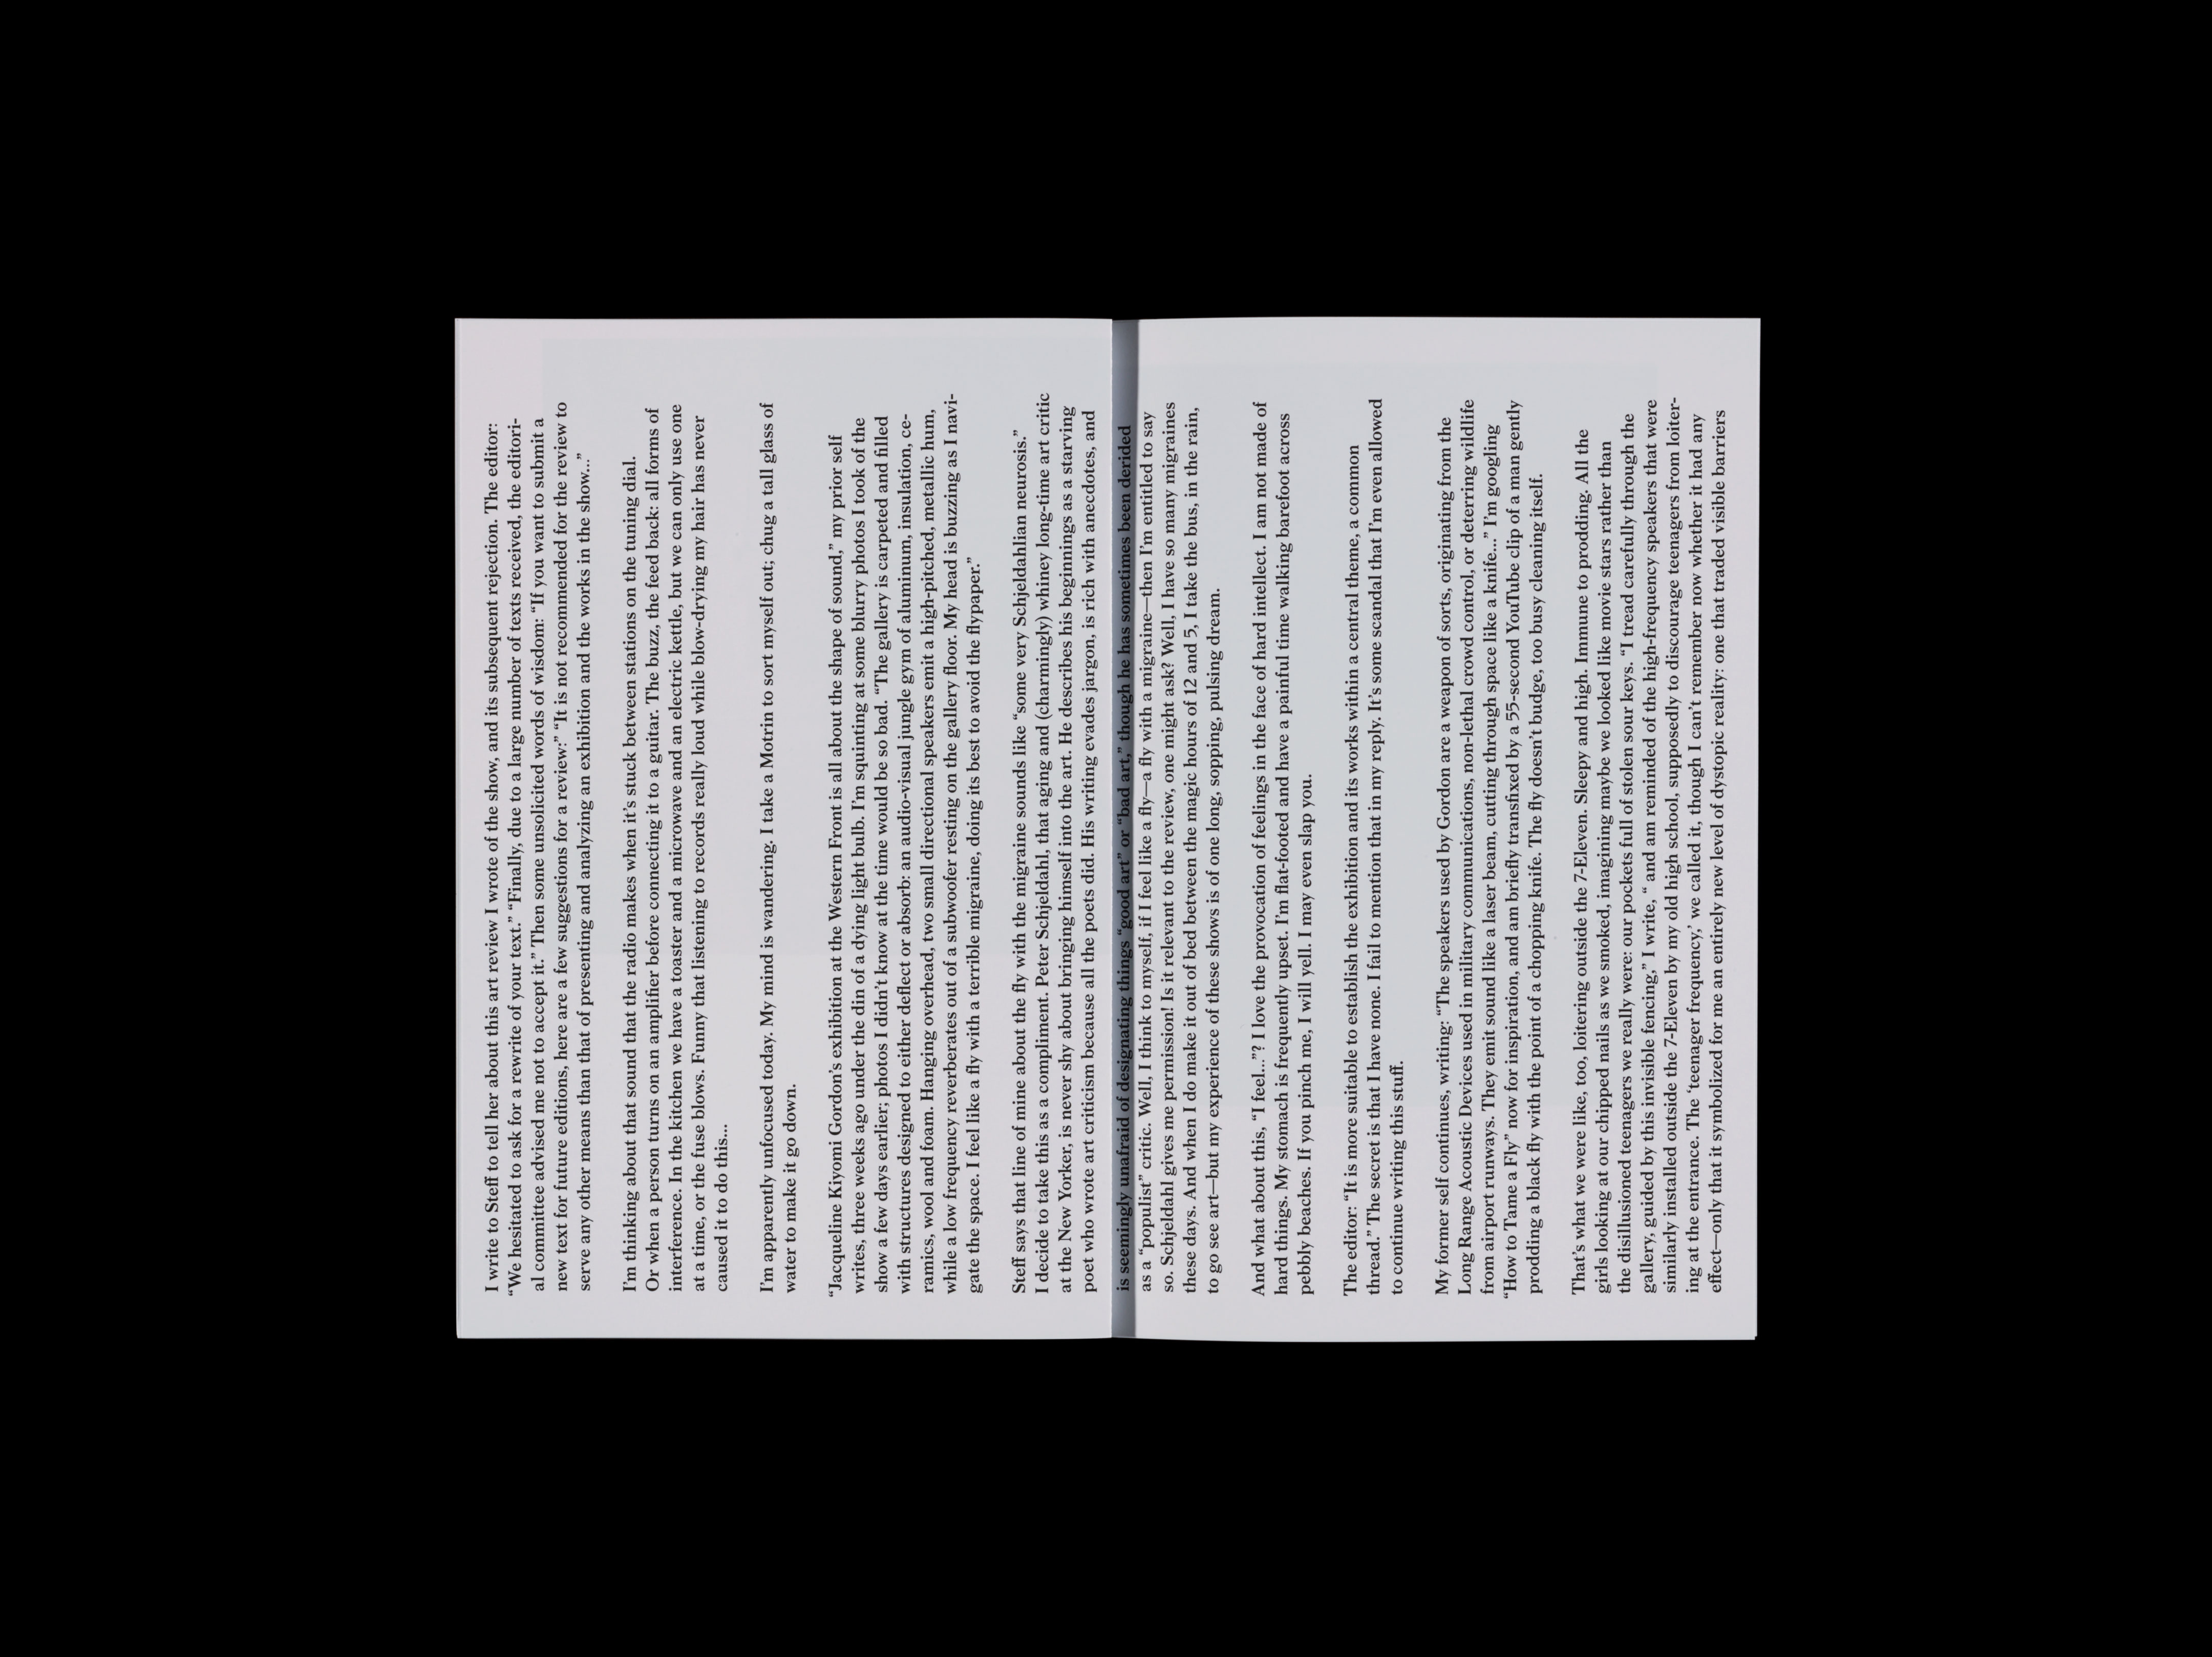 I write to Steff to tell her about this art review I wrote of the show, and its subsequent rejection. The editor:
“We hesitated to ask for a rewrite of your text.” “Finally, due to a large number of texts received, the editori-
al committee advised me not to accept it.” Then some unsolicited words of wisdom: “If you want to submit a
new text for future editions, here are a few suggestions for a review:” “It is not recommended for the review to
serve any other means than that of presenting and analyzing an exhibition and the works in the show...”
I’m thinking about that sound that the radio makes when it’s stuck between stations on the tuning dial.
Or when a person turns on an amplifier before connecting it to a guitar. The buzz, the feed back: all forms of
interference. In the kitchen we have a toaster and a microwave and an electric kettle, but we can only use one
at a time, or the fuse blows. Funny that listening to records really loud while blow-drying my hair has never
caused it to do this...
I’m apparently unfocused today. My mind is wandering. I take a Motrin to sort myself out; chug a tall glass of
water to make it go down.
“Jacqueline Kiyomi Gordon’s exhibition at the Western Front is all about the shape of sound,” my prior self
writes, three weeks ago under the din of a dying light bulb. I’m squinting at some blurry photos I took of the
show a few days earlier; photos I didn’t know at the time would be so bad. “The gallery is carpeted and filled
with structures designed to either deflect or absorb: an audio-visual jungle gym of aluminum, insulation, ce-
ramics, wool and foam. Hanging overhead, two small directional speakers emit a high-pitched, metallic hum,
while a low frequency reverberates out of a subwoofer resting on the gallery floor. My head is buzzing as I navi-
gate the space. I feel like a fly with a terrible migraine, doing its best to avoid the flypaper.”
Steff says that line of mine about the fly with the migraine sounds like “some very Schjeldahlian neurosis.”
I decide to take this as a compliment. Peter Schjeldahl, that aging and (charmingly) whiney long-time art critic
at the New Yorker, is never shy about bringing himself into the art. He describes his beginnings as a starving
poet who wrote art criticism because all the poets did. His writing evades jargon, is rich with anecdotes, and
is seemingly unafraid of designating things “good art” or “bad art,” though he has sometimes been derided
as a “populist” critic. Well, I think to myself, if I feel like a fly—a fly with a migraine—then I’m entitled to say
so. Schjeldahl gives me permission! Is it relevant to the review, one might ask? Well, I have so many migraines
these days. And when I do make it out of bed between the magic hours of 12 and 5, I take the bus, in the rain,
to go see art—but my experience of these shows is of one long, sopping, pulsing dream.
And what about this, “I feel...”? I love the provocation of feelings in the face of hard intellect. I am not made of
hard things. My stomach is frequently upset. I’m flat-footed and have a painful time walking barefoot across
pebbly beaches. If you pinch me, I will yell. I may even slap you.
The editor: “It is more suitable to establish the exhibition and its works within a central theme, a common
thread.” The secret is that I have none. I fail to mention that in my reply. It’s some scandal that I’m even allowed
to continue writing this stuff.
My former self continues, writing: “The speakers used by Gordon are a weapon of sorts, originating from the
Long Range Acoustic Devices used in military communications, non-lethal crowd control, or deterring wildlife
from airport runways. They emit sound like a laser beam, cutting through space like a knife...” I’m googling
“How to Tame a Fly” now for inspiration, and am briefly transfixed by a 55-second YouTube clip of a man gently
prodding a black fly with the point of a chopping knife. The fly doesn’t budge, too busy cleaning itself.
That’s what we were like, too, loitering outside the 7-Eleven. Sleepy and high. Immune to prodding. All the
girls looking at our chipped nails as we smoked, imagining maybe we looked like movie stars rather than
the disillusioned teenagers we really were: our pockets full of stolen sour keys. “I tread carefully through the
gallery, guided by this invisible fencing,” I write, “ and am reminded of the high-frequency speakers that were
similarly installed outside the 7-Eleven by my old high school, supposedly to discourage teenagers from loiter-
ing at the entrance. The ‘teenager frequency,’ we called it, though I can’t remember now whether it had any
effect—only that it symbolized for me an entirely new level of dystopic reality: one that traded visible barriers